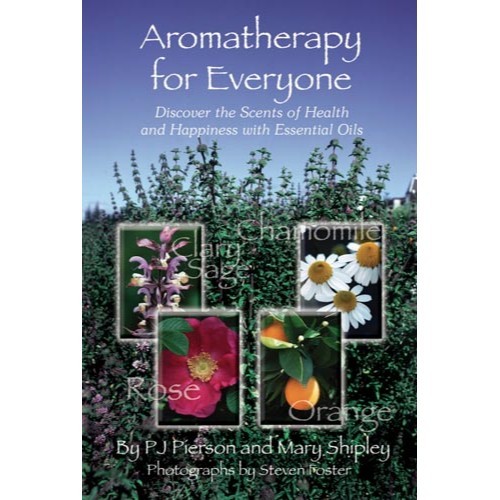 Aromatherapy
for Everyone
Discover the Scents of Health
and Happiness with Essential Oils
Chamomile
Clary
Sage
Rose
Orange
By PJ Pierson and Mary Shipley
Photographs by Steven Foster